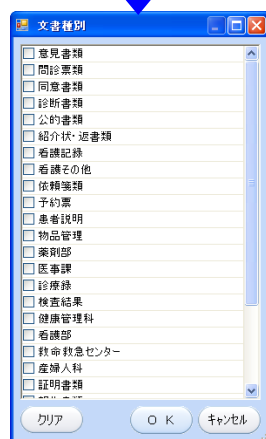 文書種別
意見書類
問診票類
同意書類
診断書類
公的書類
紹介状・返書類
看護記録
看護その他
依頼箋類
予約票
患者説明
物品管理
薬剤部
医事課
診療録
検査結果
健康管理科
看護部
救命救急センター
産婦人科
証明書類
クリア
ＯＫ
キャンセル